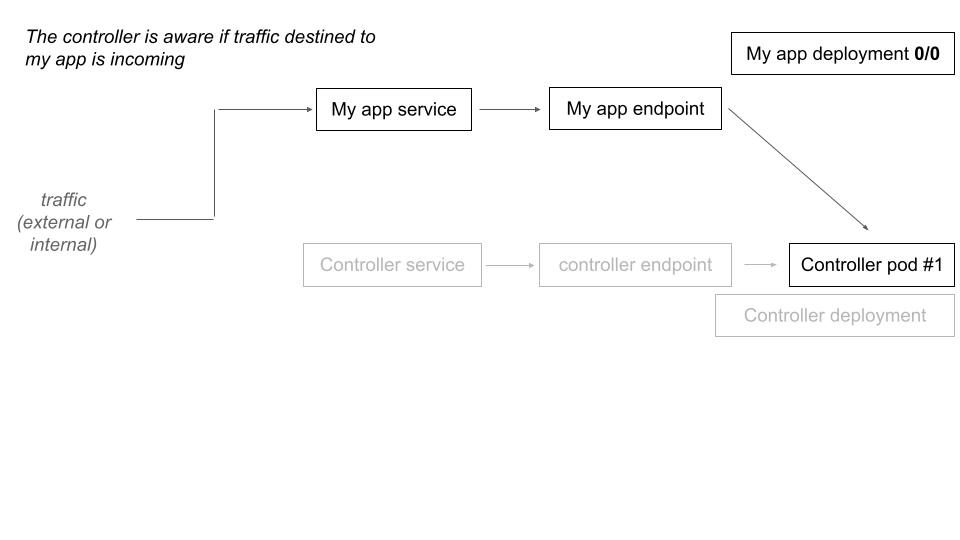 The controller is aware if traffic destined to
my app is incoming
My app deployment 0/0
My app service
My app endpoint
traffic
(external or
internal)
Controller service
controller endpoint
Controller pod #1
Controller deployment